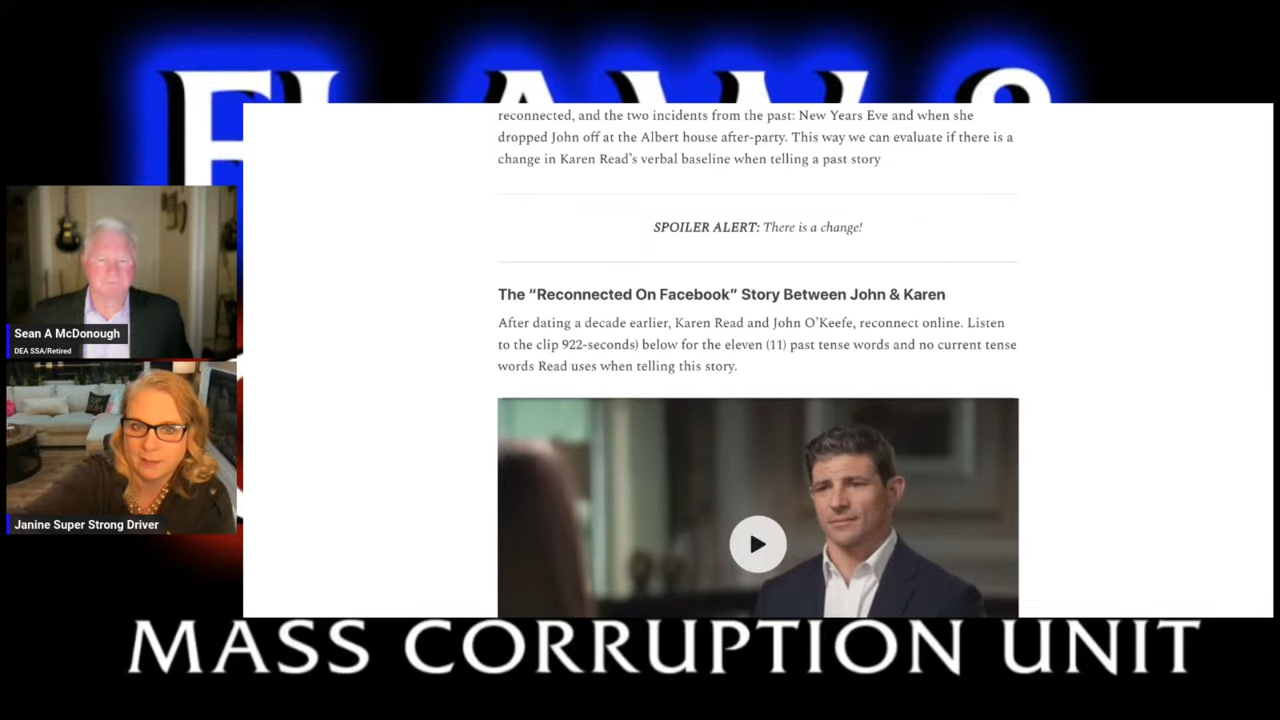 reconnected, and the two incidents from the past: New Years Eve and when she
dropped John off at the Albert house after-party. This way we can evaluate if there is a
change in Karen Read's verbal baseline when telling a past story
SPOILER ALERT: There is a change!
The “Reconnected On Facebook” Story Between John & Karen
After dating a decade earlier, Karen Read and John O'Keefe, reconnect online. Listen
to the clip 922-seconds) below for the eleven (11) past tense words and no current tense
words Read uses when telling this story.
Sean A McDonough
DEA SSA/Retired
Janine Super Strong Driver
MASS CORRUPTION UNIT